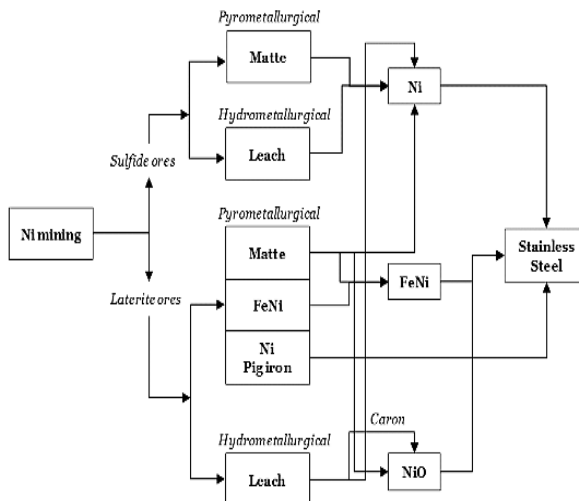 Pyrometallurgical
Matte
Ni
Hydrometallurgical
Leach
Sulfide ores
Ni mining
Pyrometallurgical
Matte
Stainless
Steel
FeNi
FeNi
Laterite ores
Ni
Pig iron
Caron
Hydrometallurgical
Leach
NiO